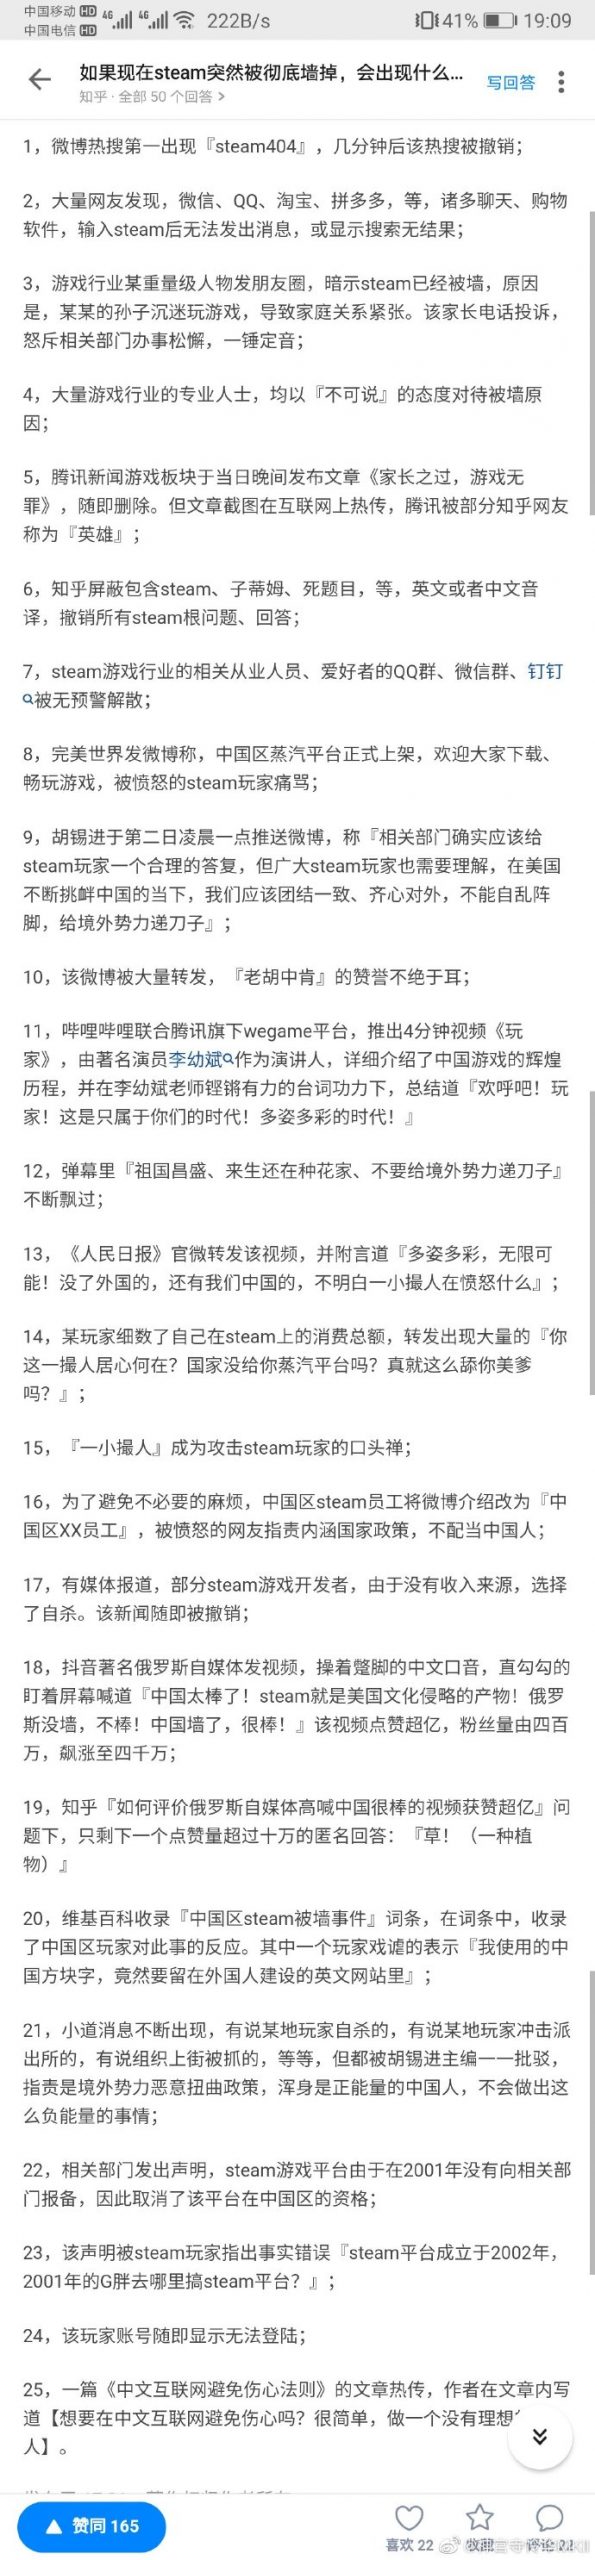 中国移动 HD 4G 4G 222B/s 41% 19:09
中国电信 HD
如果现在steam突然被彻底墙掉，会出现什么...
写回答
知乎 · 全部 50 个回答 >
1，微博热搜第一出现『steam404』，几分钟后该热搜被撤销；
2，大量网友发现，微信、QQ、淘宝、拼多多，等，诸多聊天、购物
软件，输入steam后无法发出消息，或显示搜索无结果；
3，游戏行业某重量级人物发朋友圈，暗示steam已经被墙，原因
是，某某的孙子沉迷玩游戏，导致家庭关系紧张。该家长电话投诉，
怒斥相关部门办事松懈，一锤定音；
4，大量游戏行业的专业人士，均以『不可说』的态度对待被墙原
因；
5，腾讯新闻游戏板块于当日晚间发布文章《家长之过，游戏无
罪》，随即删除。但文章截图在互联网上热传，腾讯被部分知乎网友
称为『英雄』；
6，知乎屏蔽包含steam、子蒂姆、死题目，等，英文或者中文音
译，撤销所有steam根问题、回答；
7，steam游戏行业的相关从业人员、爱好者的QQ群、微信群、钉钉
被无预警解散；
8，完美世界发微博称，中国区蒸汽平台正式上架，欢迎大家下载、
畅玩游戏，被愤怒的steam玩家痛骂；
9，胡锡进于第二日凌晨一点推送微博，称『相关部门确实应该给
steam玩家一个合理的答复，但广大steam玩家也需要理解，在美国
不断挑衅中国的当下，我们应该团结一致、齐心对外，不能自乱阵
脚，给境外势力递刀子』；
10，该微博被大量转发，『老胡中肯』的赞誉不绝于耳；
11，哔哩哔哩联合腾讯旗下wegame平台，推出4分钟视频《玩
家》，由著名演员李幼斌作为演讲人，详细介绍了中国游戏的辉煌
历程，并在李幼斌老师铿锵有力的台词功力下，总结道『欢呼吧！玩
家！这是只属于你们的时代！多姿多彩的时代！』
12，弹幕里『祖国昌盛、来生还在种花家、不要给境外势力递刀子』
不断飘过；
13，《人民日报》官微转发该视频，并附言道『多姿多彩，无限可
能！没了外国的，还有我们中国的，不明白一小撮人在愤怒什么』；
14，某玩家细数了自己在steam上的消费总额，转发出现大量的『你
这一撮人居心何在？国家没给你蒸汽平台吗？真就这么舔你美爹
吗？』；
15，『一小撮人』成为攻击steam玩家的口头禅；
16，为了避免不必要的麻烦，中国区steam员工将微博介绍改为『中
国区XX员工』，被愤怒的网友指责内涵国家政策，不配当中国人；
17，有媒体报道，部分steam游戏开发者，由于没有收入来源，选择
了自杀。该新闻随即被撤销；
18，抖音著名俄罗斯自媒体发视频，操着蹩脚的中文口音，直勾勾的
盯着屏幕喊道『中国太棒了！steam就是美国文化侵略的产物！俄罗
斯没墙，不棒！中国墙了，很棒！』该视频点赞超亿，粉丝量由四百
万，飙涨至四千万；
19，知乎『如何评价俄罗斯自媒体高喊中国很棒的视频获赞超亿』问
题下，只剩下一个点赞量超过十万的匿名回答：『草！（一种植
物）』
20，维基百科收录『中国区steam被墙事件』词条，在词条中，收录
了中国区玩家对此事的反应。其中一个玩家戏谑的表示『我使用的中
国方块字，竟然要留在外国人建设的英文网站里』；
21，小道消息不断出现，有说某地玩家自杀的，有说某地玩家冲击派
出所的，有说组织上街被抓的，等等，但都被胡锡进主编一一批驳，
指责是境外势力恶意扭曲政策，浑身是正能量的中国人，不会做出这
么负能量的事情；
22，相关部门发出声明，steam游戏平台由于在2001年没有向相关部
门报备，因此取消了该平台在中国区的资格；
23，该声明被steam玩家指出事实错误『steam平台成立于2002年，
2001年的G胖去哪里搞steam平台？』；
24，该玩家账号随即显示无法登陆；
25，一篇《中文互联网避免伤心法则》的文章热传，作者在文章内写
道【想要在中文互联网避免伤心吗？很简单，做一个没有理想
人】。
赞同 165
喜欢 22